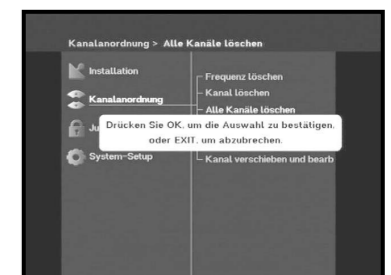 Kanalanordnung > Alle Kanäle löschen
Installation
Frequenz löschen
Kanal löschen
Kanalanordnung
Alle Kanäle löschen
Drücken Sie OK, um die Auswahl zu bestätigen,
oder EXIT, um abzubrechen.
System-Setup
Kanal verschieben und bearb